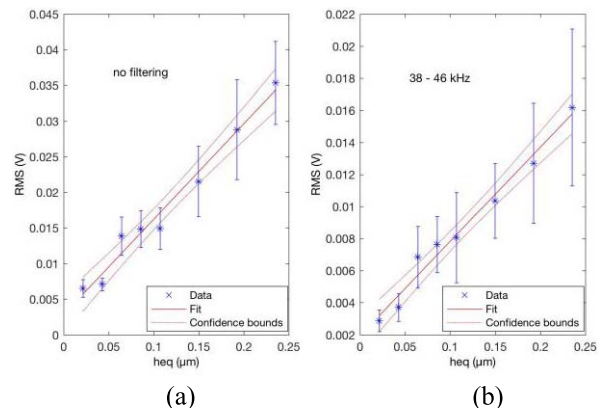 0.045
0.04
0.035
0.03
0.025
0.02
0.015
0.01
0.005
0
RMS (V)
no filtering
Data
Fit
Confidence bounds
0 0.05 0.1 0.15 0.2 0.25
heq (μm)
(a)
0.022
0.02
0.018
0.016
0.014
0.012
0.01
0.008
0.006
0.004
0.002
RMS (V)
38 - 46 kHz
Data
Fit
Confidence bounds
0 0.05 0.1 0.15 0.2 0.25
heq (μm)
(b)